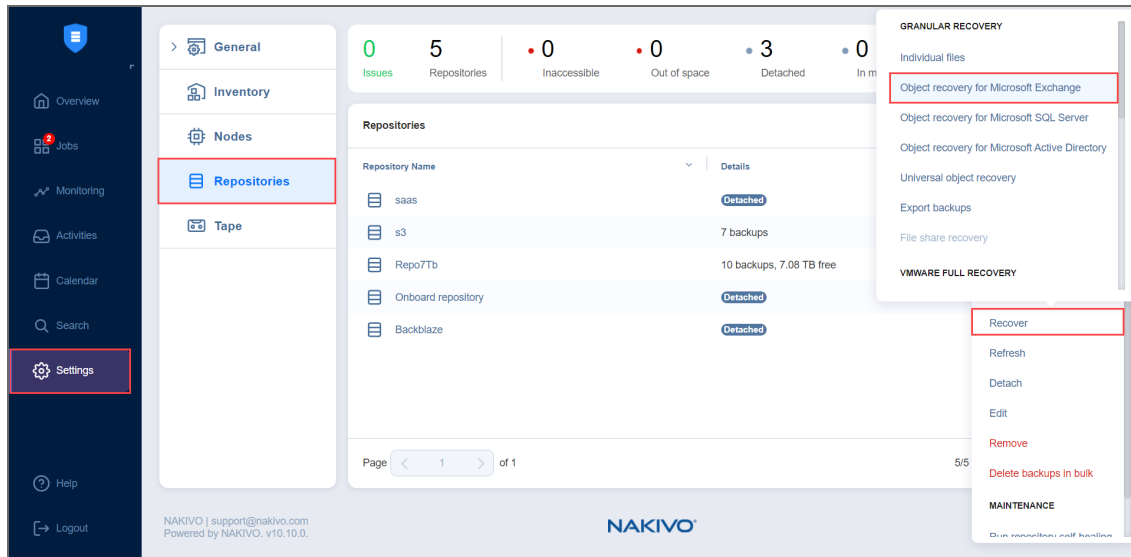 Overview
2
Jobs
Monitoring
Activities
Calendar
Search
Settings
Help
Logout
General
Inventory
Nodes
Repositories
Tape
0
Issues
5
Repositories
0
Inaccessible
0
Out of space
3
Detached
0
In m
Repositories
Repository Name
Details
saas
Detached
s3
7 backups
Repo7Tb
10 backups, 7.08 TB free
Onboard repository
Detached
Backblaze
Detached
Page
1
of 1
5/5
GRANULAR RECOVERY
Individual files
Object recovery for Microsoft Exchange
Object recovery for Microsoft SQL Server
Object recovery for Microsoft Active Directory
Universal object recovery
Export backups
File share recovery
VMWARE FULL RECOVERY
Recover
Refresh
Detach
Edit
Remove
Delete backups in bulk
MAINTENANCE
Run repository self-healing
NAKIVO | support@nakivo.com
Powered by NAKIVO. v10.10.0.
NAKIVO®